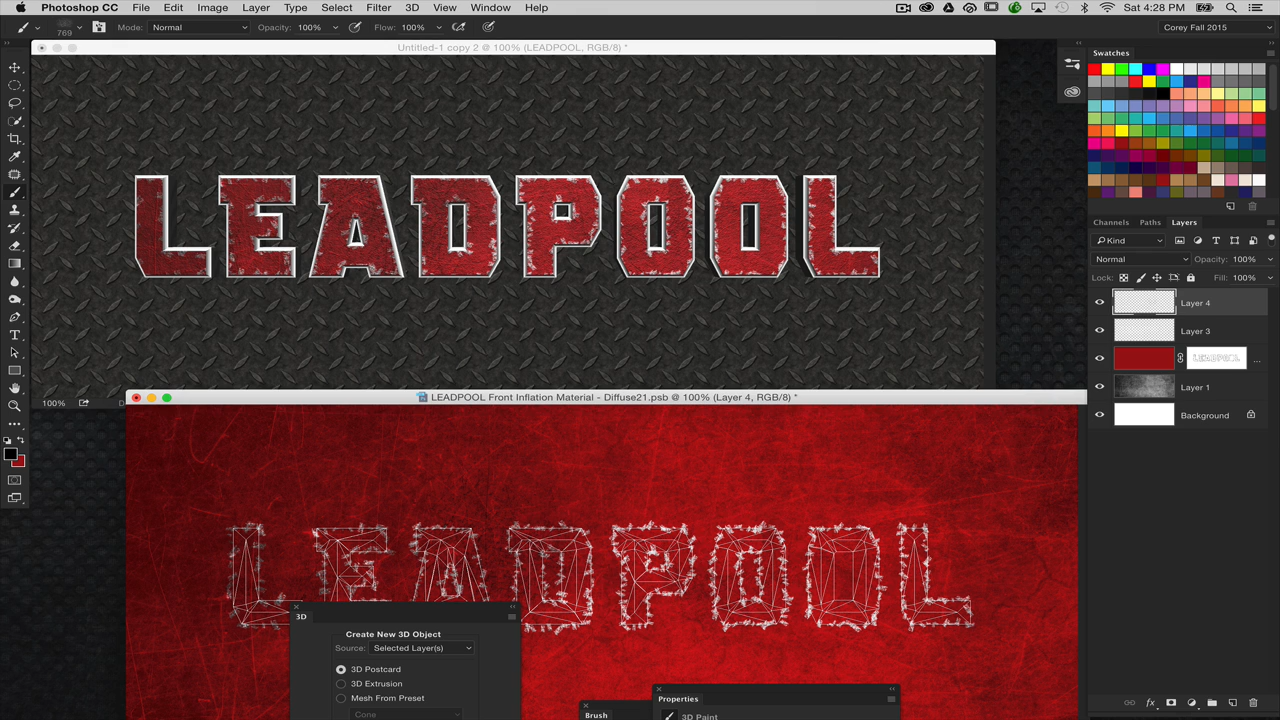 Photoshop CC File Edit Image Layer Type Select Filter 3D View Window Help Sat 4:28 PM
769 Mode: Normal Opacity: 100% Flow: 100% Corey Fall 2015
Untitled-1 copy 2 @ 100% (LEADPOOL, RGB/8) *
Swatches
LEADPOOL
Channels Paths Layers
Kind
Normal Opacity: 100%
Lock: Fill: 100%
Layer 4
Layer 3
LEADPOOL ...
Layer 1
Background
100% D
LEADPOOL Front Inflation Material - Diffuse21.psb @ 100% (Layer 4, RGB/8) *
LEADPOOL
3D
Create New 3D Object
Source: Selected Layer(s)
3D Postcard
3D Extrusion
Mesh From Preset
Cone
Properties
3D Paint
Brush